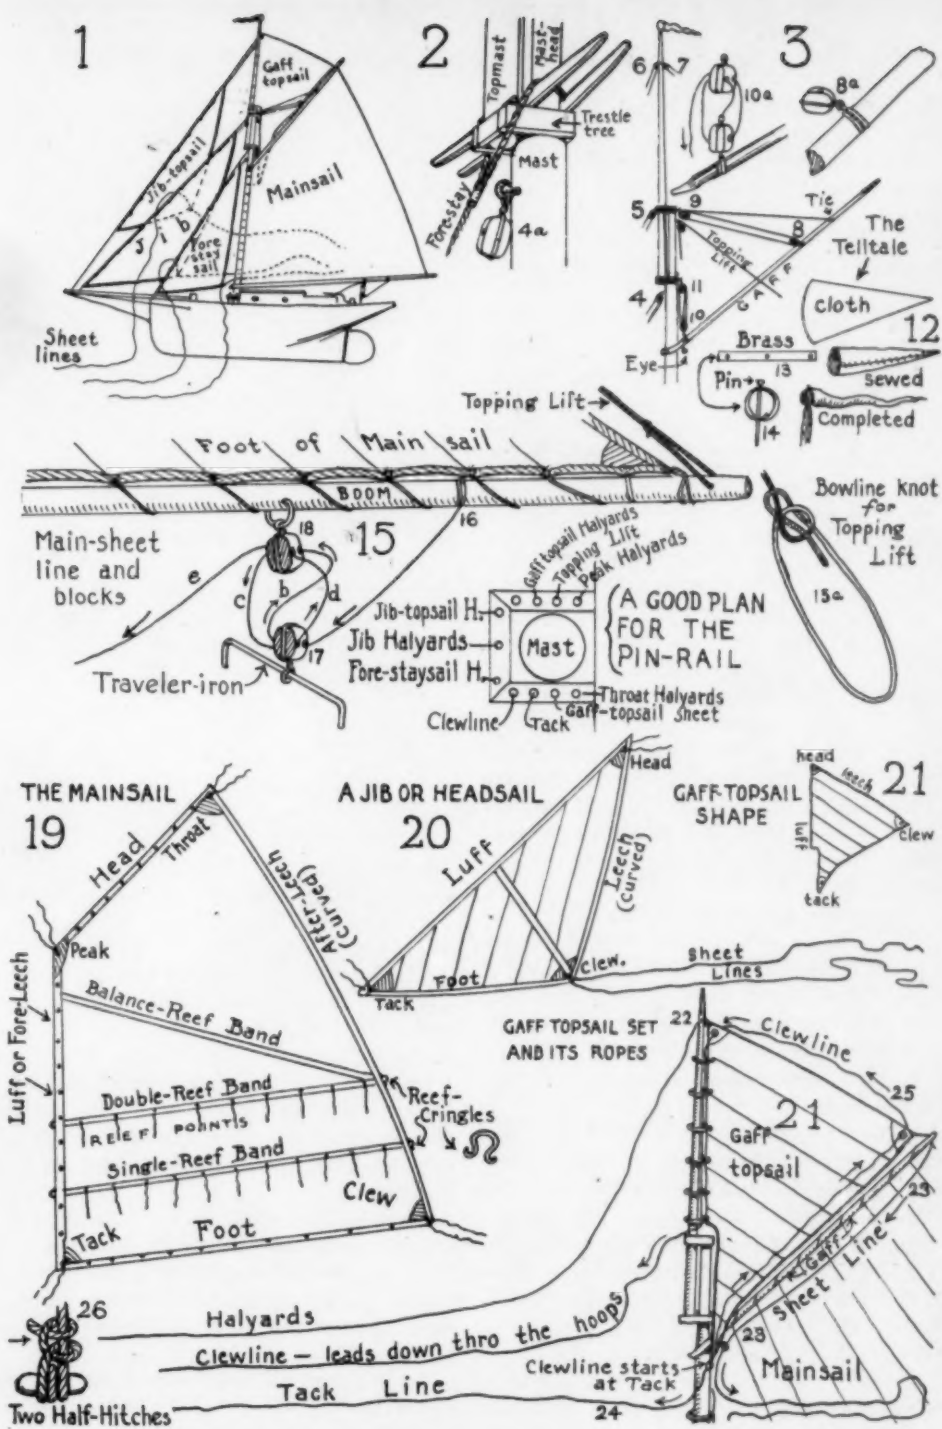 1
Gaff
topsail
Jib-topsail
Mainsail
j
i
b
Fore
stay
sail
Sheet
lines
2
Topmast
Mast-
head
Trestle
tree
Mast
Fore-stay
4a
3
6
7
10a
8a
5
9
Tie
8
Topping
Lift
GAFF
4
11
10
Eye
The
Telltale
cloth
12
Brass
13
sewed
Pin
14
Completed
Topping Lift
Foot of Main sail
BOOM
16
18
15
Main-sheet
line and
blocks
e
c
b
d
17
Traveler-iron
Bowline knot
for
Topping
Lift
15a
Gaff topsail Halyards
Topping Lift
Peak Halyards
Jib-topsail H.
Jib Halyards
Fore-staysail H.
Mast
Clewline
Tack
Gaff-topsail Sheet
Throat Halyards
A GOOD PLAN
FOR THE
PIN-RAIL
THE MAINSAIL
19
Head
Throat
Peak
After-Leech
(curved)
Luff or Fore-Leech
Balance-Reef Band
Double-Reef Band
REEF POINTS
Single-Reef Band
Reef-
Cringles
Clew
Tack
Foot
A JIB OR HEADSAIL
20
Head
Luff
Leech
(curved)
Foot
Tack
Clew.
Sheet
Lines
GAFF-TOPSAIL
SHAPE
21
head
leech
luff
clew
tack
GAFF TOPSAIL SET
AND ITS ROPES
22
Clewline
25
21
Gaff
topsail
23
Gaff
Sheet Line
23
Mainsail
26
Two Half-Hitches
Halyards
Clewline — leads down thro the hoops
Clewline starts
at Tack
Tack Line
24